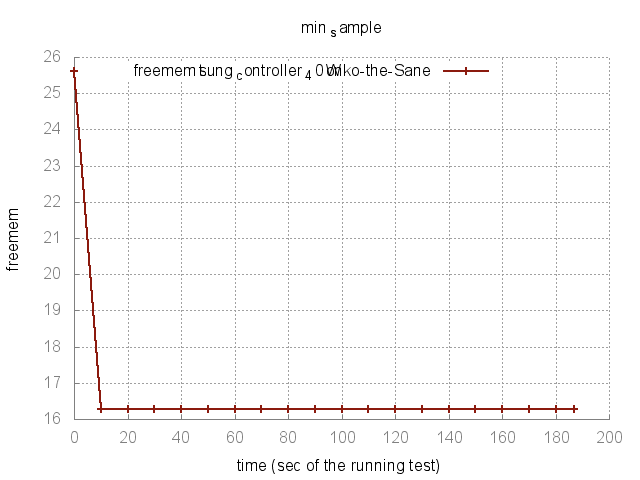 min sample
26
25
24
23
22
21
20
19
18
17
16
0 20 40 60 80 100 120 140 160 180 200
freemem
time (sec of the running test)
freemem sung controller 4 0 Wiko-the-Sane